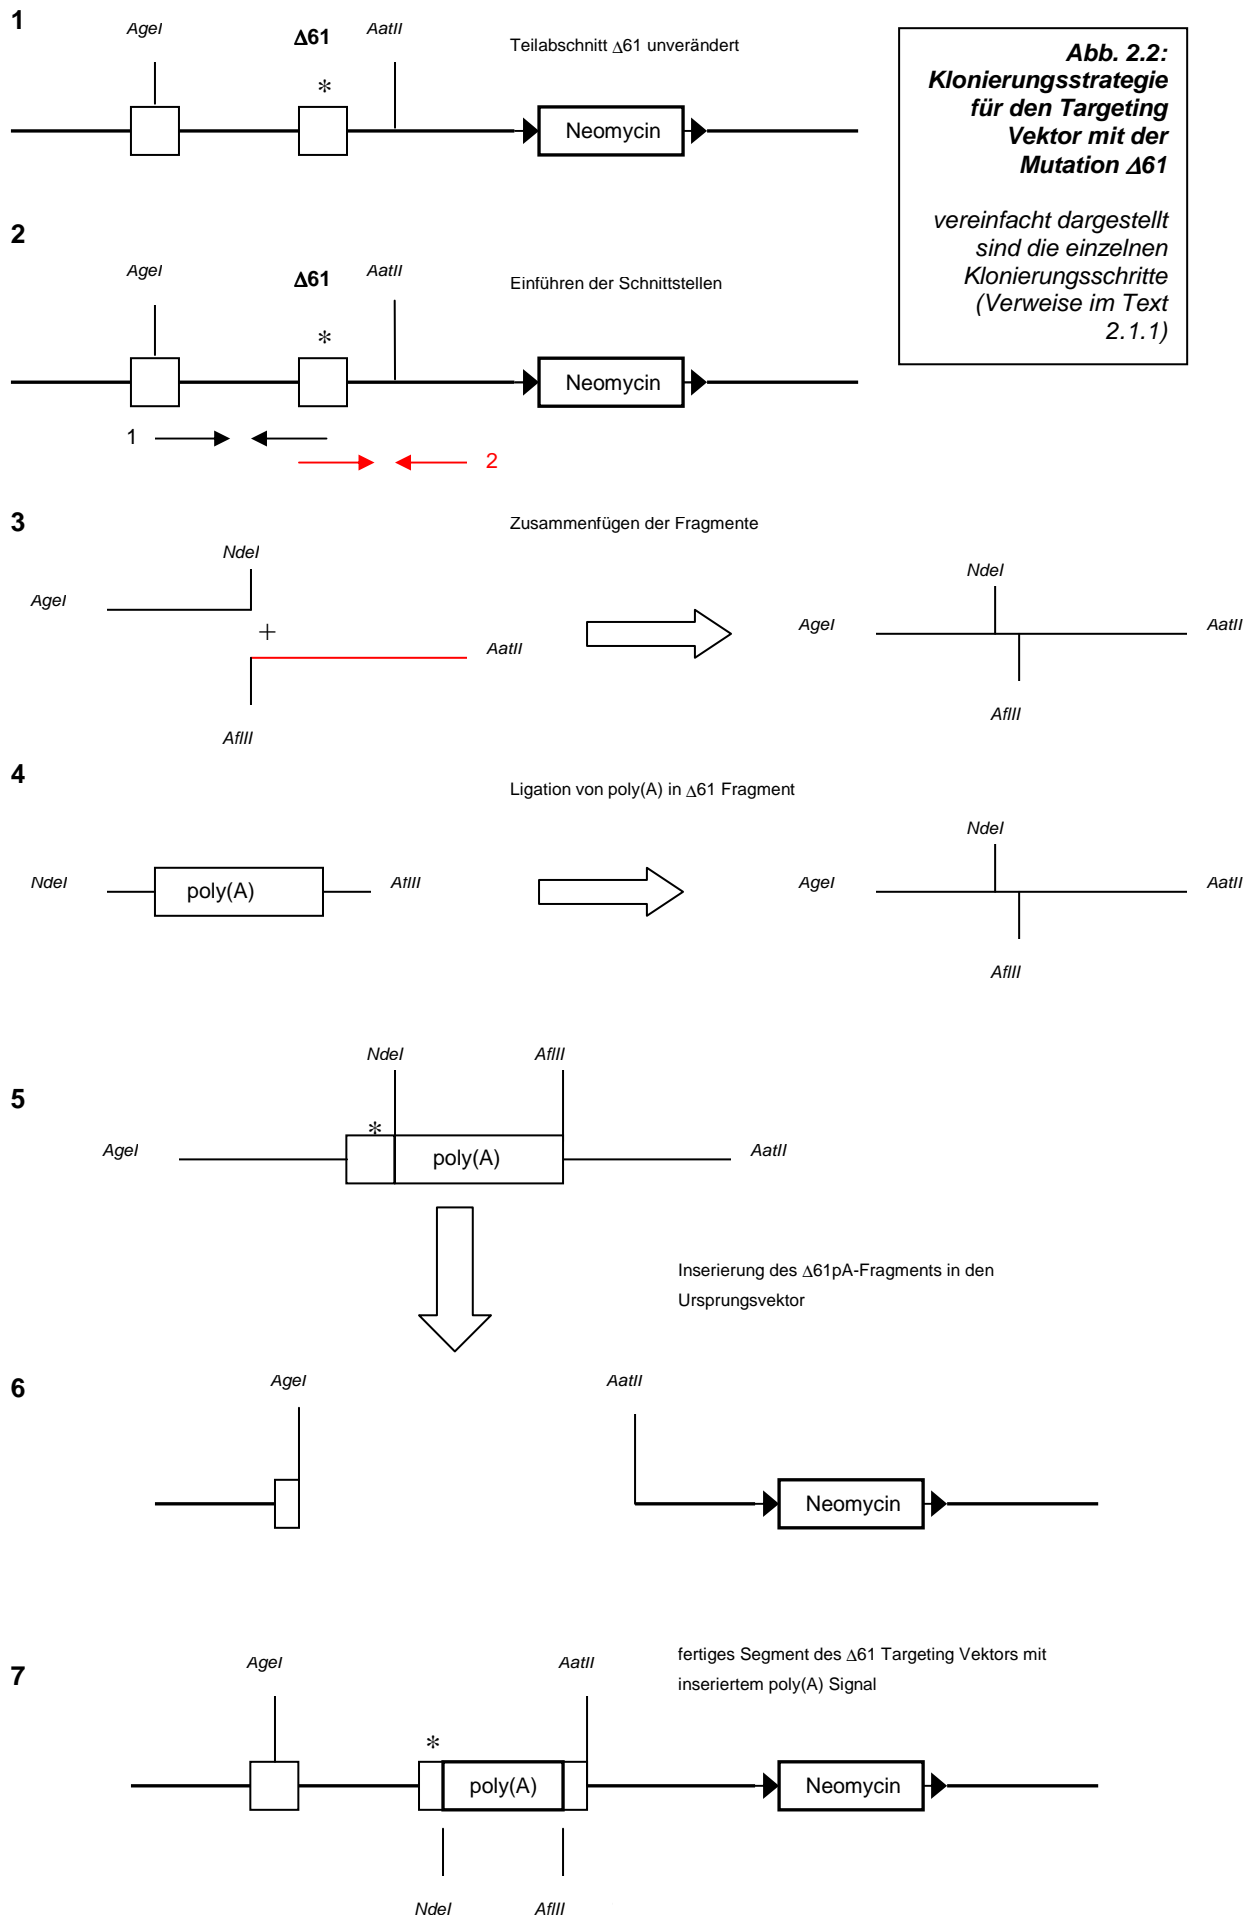 1
AgeI
Δ61
AatII
Teilabschnitt Δ61 unverändert
*
Neomycin
Abb. 2.2:
Klonierungsstrategie
für den Targeting
Vektor mit der
Mutation Δ61
vereinfacht dargestellt
sind die einzelnen
Klonierungsschritte
(Verweise im Text
2.1.1)
2
AgeI
Δ61
AatII
Einführen der Schnittstellen
*
Neomycin
1
2
3
Zusammenfügen der Fragmente
NdeI
AgeI
+
AatII
AflII
NdeI
AgeI
AatII
AflII
4
Ligation von poly(A) in Δ61 Fragment
NdeI
poly(A)
AflII
NdeI
AgeI
AatII
AflII
5
NdeI
AflII
*
AgeI
poly(A)
AatII
Inserierung des Δ61pA-Fragments in den
Ursprungsvektor
6
AgeI
AatII
Neomycin
7
AgeI
AatII
fertiges Segment des Δ61 Targeting Vektors mit
inseriertem poly(A) Signal
*
poly(A)
Neomycin
NdeI
AflII